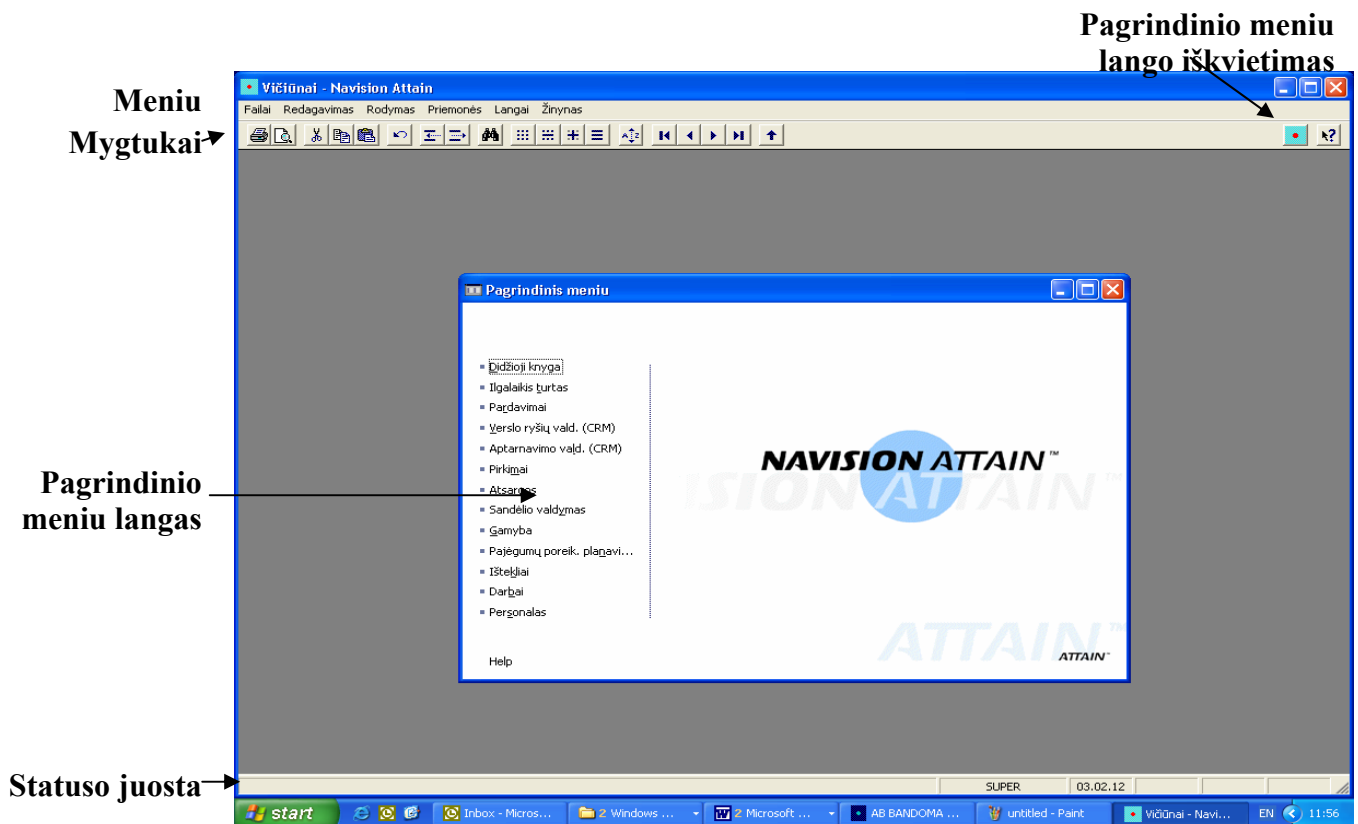 Pagrindinio meniu
lango iškvietimas
Meniu
Mygtukai
Vičiūnai - Navision Attain
Failai Redagavimas Rodymas Priemonės Langai Žinynas
Pagrindinis meniu
Didžioji knyga
Ilgalaikis turtas
Pardavimai
Verslo ryšių vald. (CRM)
Aptarnavimo vald. (CRM)
Pirkimai
Atsargos
Sandėlio valdymas
Gamyba
Pajėgumų poreik. planavi...
Ištekliai
Darbai
Personalas
Help
NAVISION ATTAIN™
ISION ATTAIN™
ATTAIN™
ATTAIN™
Pagrindinio
meniu langas
Statuso juosta
SUPER 03.02.12
start Inbox - Micros... 2 Windows ... 2 Microsoft ... AB BANDOMA ... untitled - Paint Vičiūnai - Navi... EN 11:56